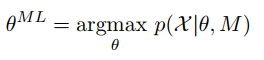 θ^{ML} = argmax_θ p(𝒳|θ, M)